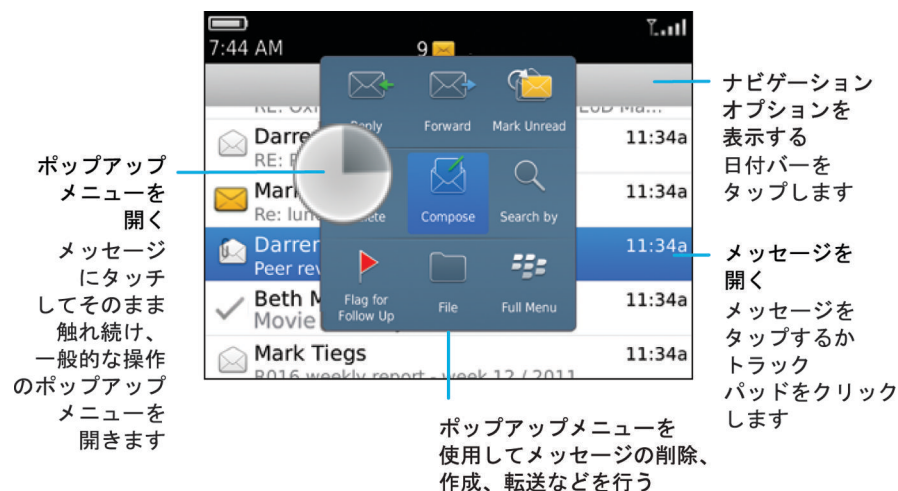 7:44 AM
9
ナビゲーション
オプションを
表示する
日付バーを
タップします
ポップアップ
メニューを
開く
メッセージ
にタッチ
してそのまま
触れ続け、
一般的な操作
のポップアップ
メニューを
開きます
Reply
Forward
Mark Unread
Compose
Search by
Flag for
Follow Up
File
Full Menu
Darre
11:34a
RE:
Mar
11:34a
Re: lun
Darren
11:34a
Peer rev
Beth M
11:34a
Movie
Mark Tiegs
11:34a
R016 weekly report - week 12 / 2011
メッセージを
開く
メッセージを
タップするか
トラック
パッドをクリック
します
ポップアップメニューを
使用してメッセージの削除、
作成、転送などを行う